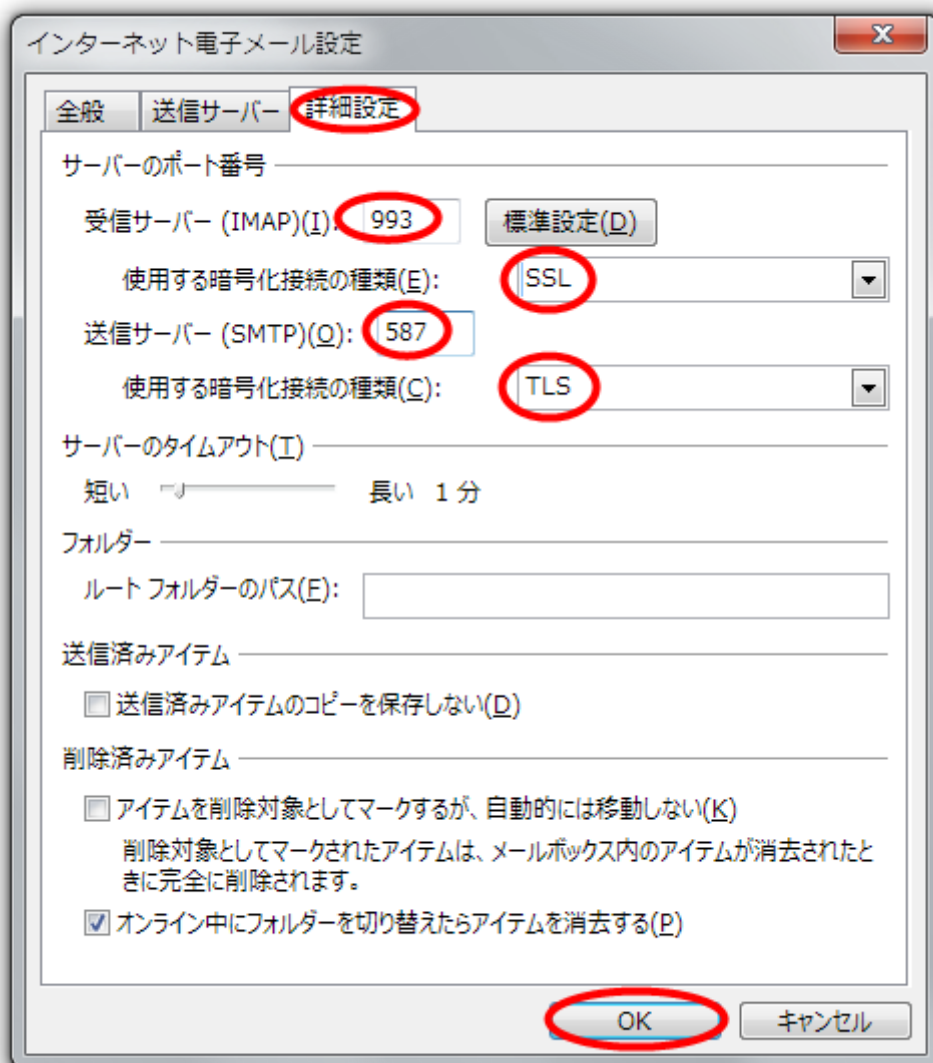 インターネット電子メール設定
全般 送信サーバー 詳細設定
サーバーのポート番号
受信サーバー (IMAP)(I): 993 標準設定(D)
使用する暗号化接続の種類(E): SSL
送信サーバー (SMTP)(O): 587
使用する暗号化接続の種類(C): TLS
サーバーのタイムアウト(T)
短い 長い 1 分
フォルダー
ルート フォルダーのパス(F):
送信済みアイテム
送信済みアイテムのコピーを保存しない(D)
削除済みアイテム
アイテムを削除対象としてマークするが、自動的には移動しない(K)
削除対象としてマークされたアイテムは、メールボックス内のアイテムが消去されたと
きに完全に削除されます。
オンライン中にフォルダーを切り替えたらアイテムを消去する(P)
OK キャンセル